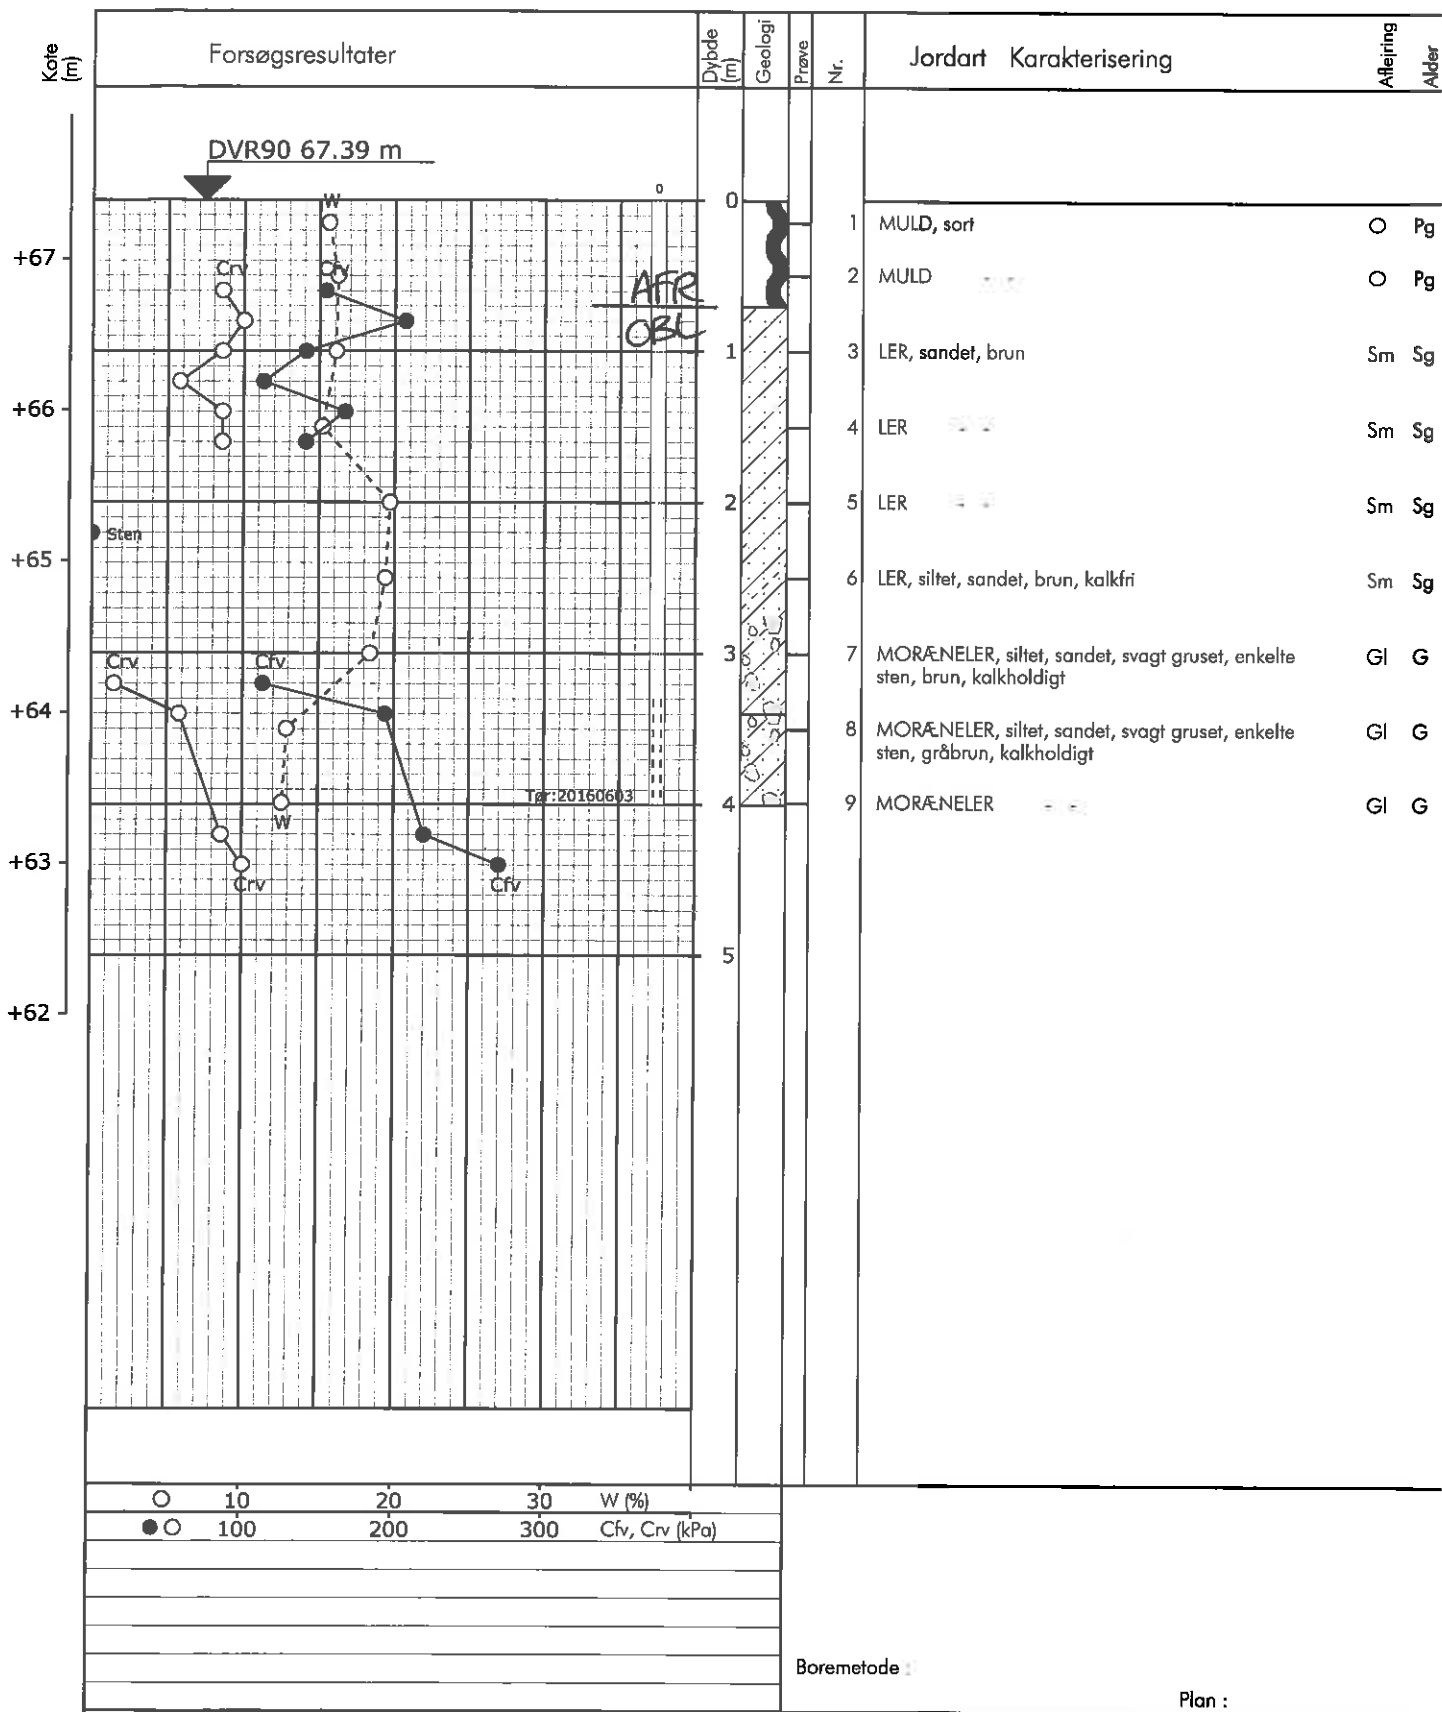 Kote (m)
Forsøgsresultater
Dybde (m)
Geologi
Prøve
Nr.
Jordart Karakterisering
Aflejring
Alder
DVR90 67.39 m
W
0
0
1 MULD, sort O Pg
+67
Crv
Crv
2 MULD " " O Pg
AFR
OBL
1
3 LER, sandet, brun Sm Sg
+66
4 LER " " Sm Sg
2
5 LER " " Sm Sg
Sten
+65
6 LER, siltet, sandet, brun, kalkfri Sm Sg
3
Crv
Cfv
7 MORÆNELER, siltet, sandet, svagt gruset, enkelte
sten, brun, kalkholdigt Gl G
+64
8 MORÆNELER, siltet, sandet, svagt gruset, enkelte
sten, gråbrun, kalkholdigt Gl G
Tør:20160603
4
9 MORÆNELER " " Gl G
W
+63
Crv
Cfv
5
+62
10 20 30 W (%)
100 200 300 Cfv, Crv (kPa)
Boremetode :
Plan :